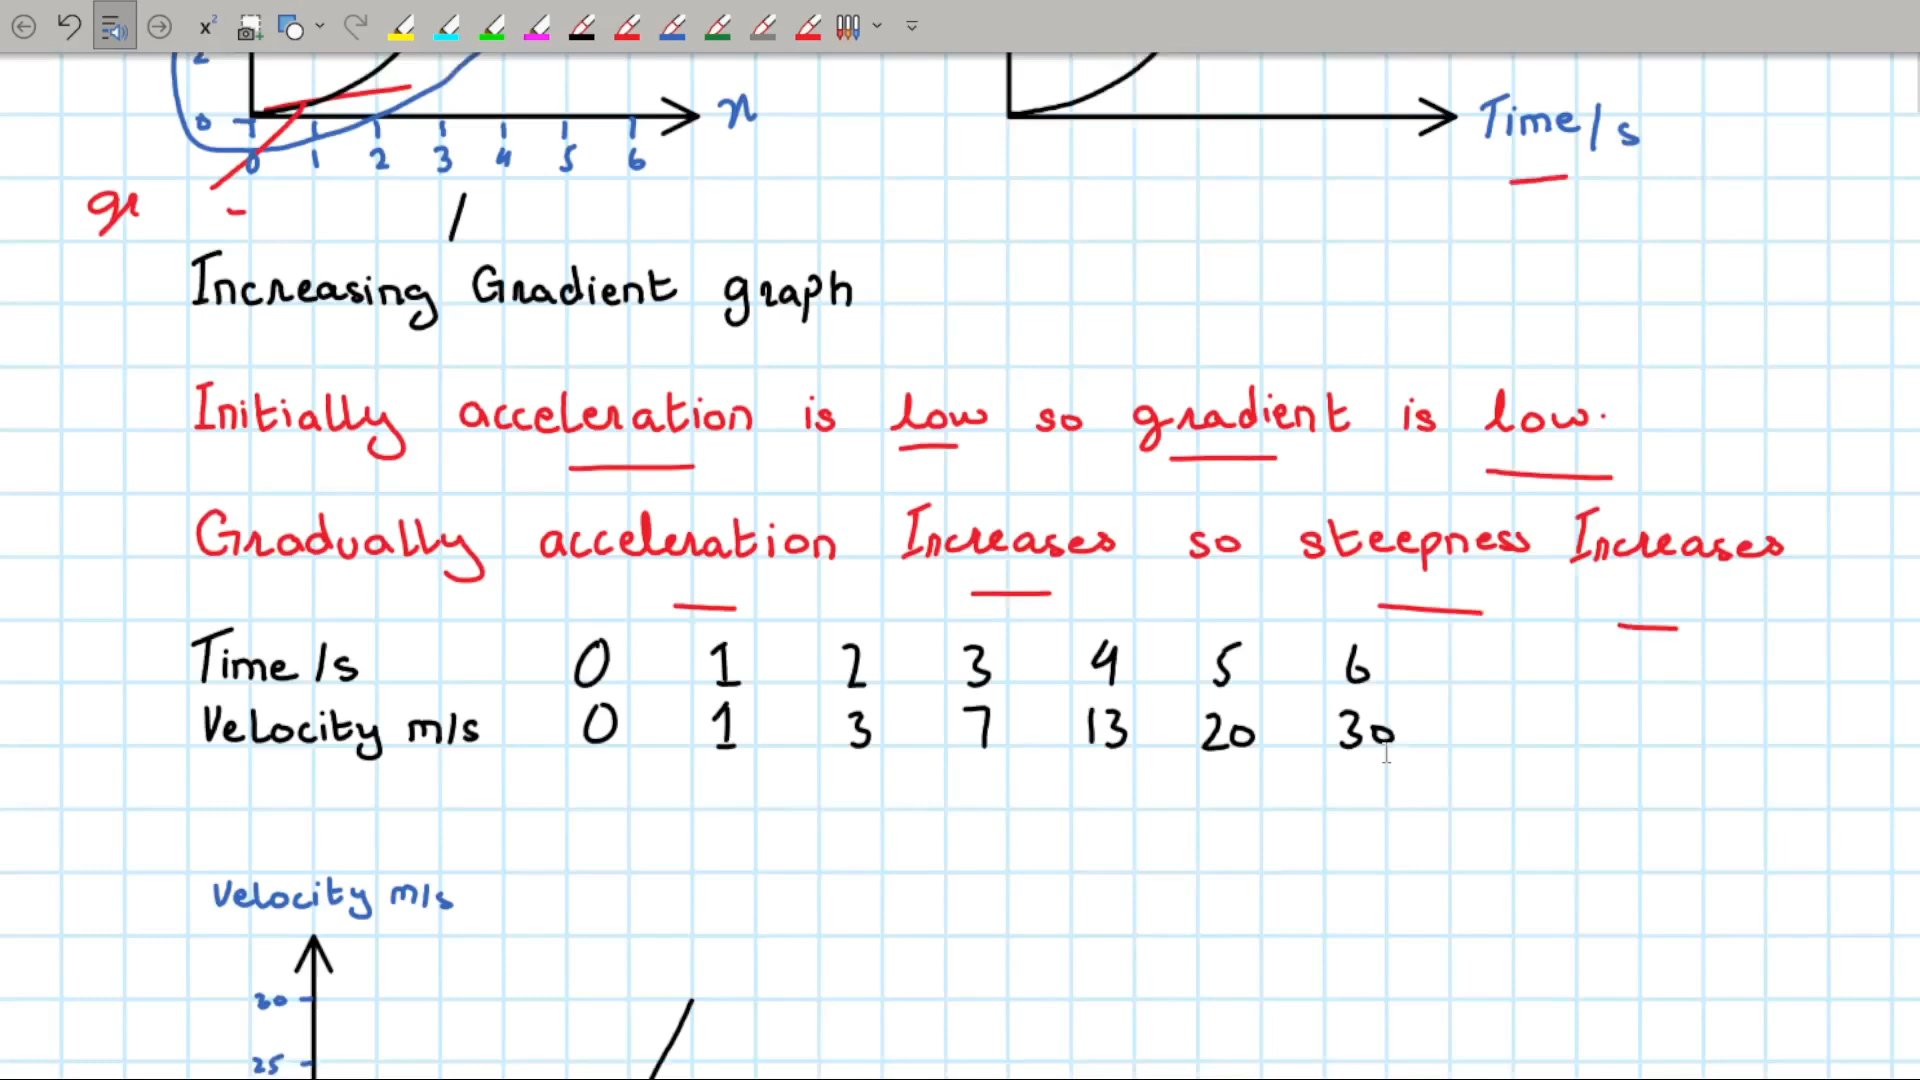 2
0
x
0 1 2 3 4 5 6
Time/s
Increasing Gradient graph
Initially acceleration is low so gradient is low.
Gradually acceleration Increases so steepness Increases
Time /s 0 1 2 3 4 5 6
Velocity m/s 0 1 3 7 13 20 30
Velocity m/s
30
25